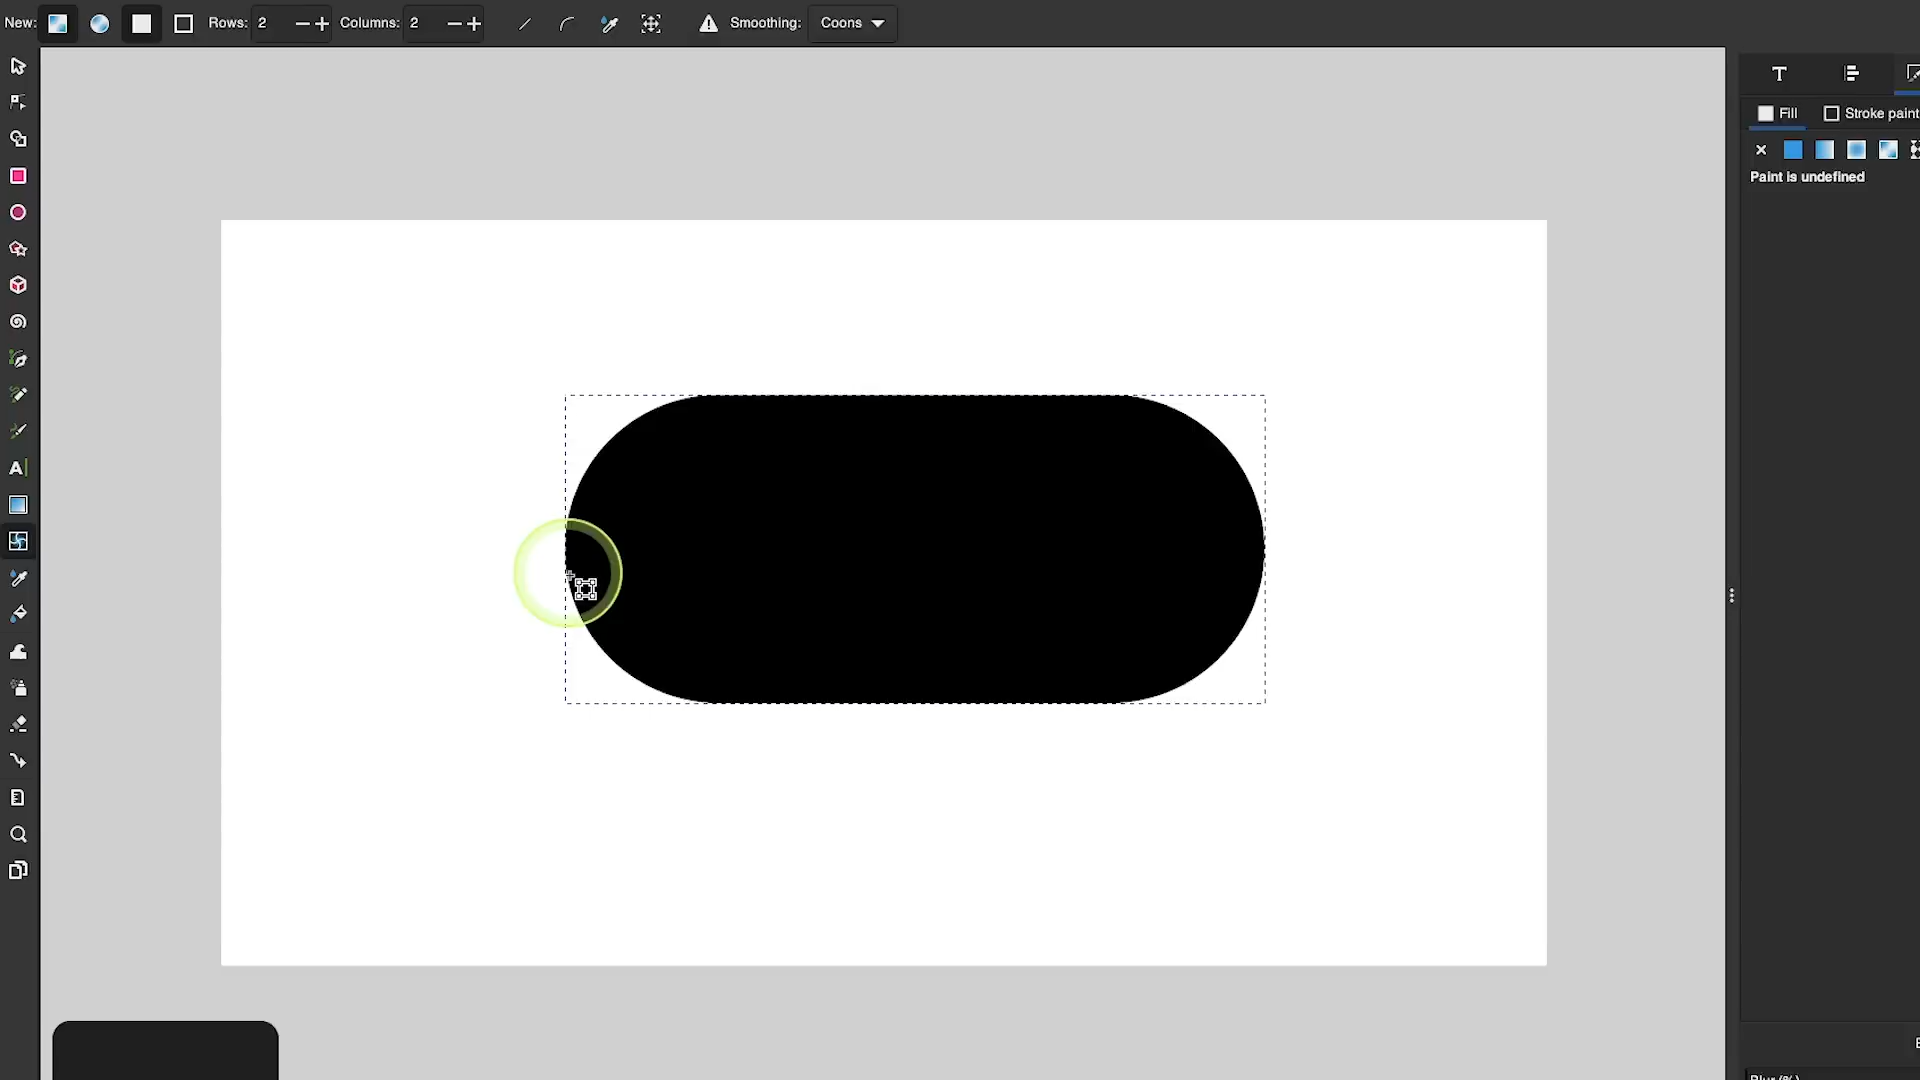 New: Rows: 2 Columns: 2 Smoothing: Coons
Fill Stroke paint
Paint is undefined